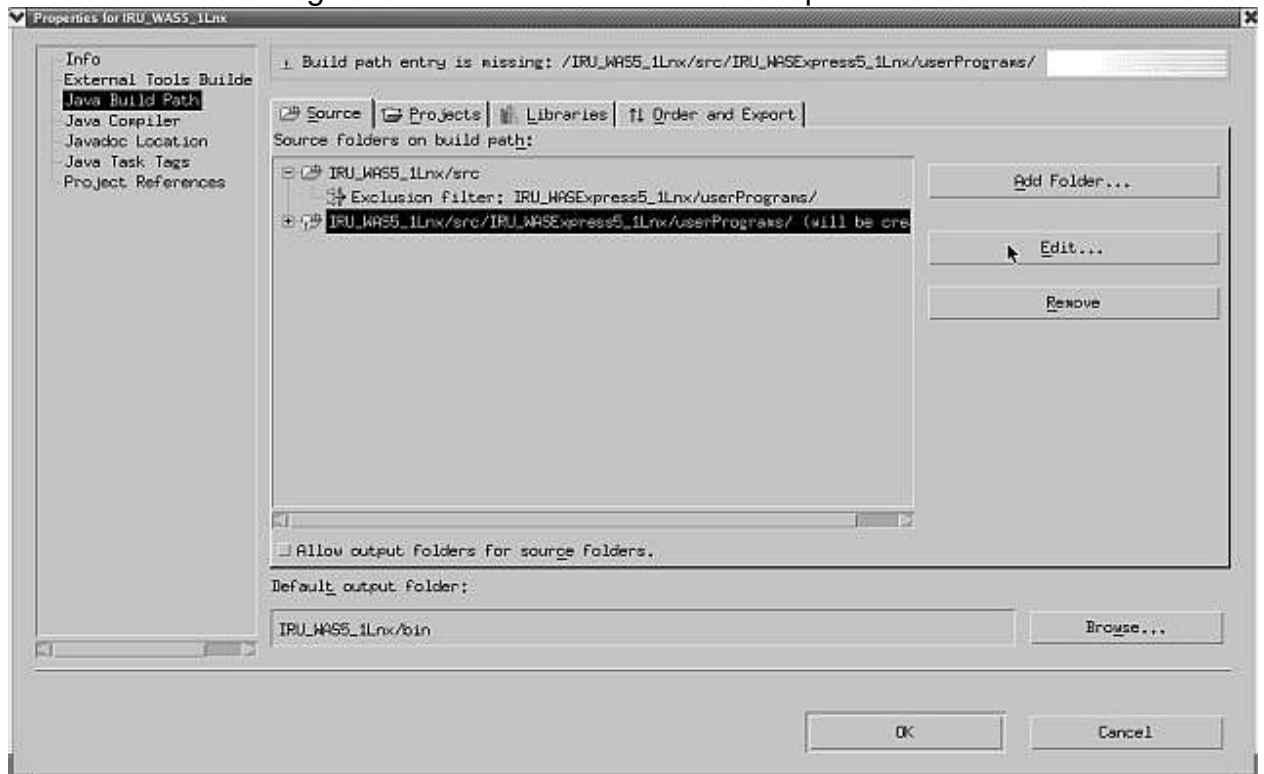 Properties for IRU_WAS5_1Lnx
Info
External Tools Builde
Java Build Path
Java Compiler
Javadoc Location
Java Task Tags
Project References
Build path entry is missing: /IRU_WAS5_1Lnx/src/IRU_WASExpress5_1Lnx/userPrograms/
Source Projects Libraries Order and Export
Source folders on build path:
IRU_WAS5_1Lnx/src
Exclusion filter: IRU_WASExpress5_1Lnx/userPrograms/
IRU_WAS5_1Lnx/src/IRU_WASExpress5_1Lnx/userPrograms/ (will be cre
Add Folder...
Edit...
Remove
Allow output folders for source folders.
Default output folder:
IRU_WAS5_1Lnx/bin
Browse...
OK
Cancel